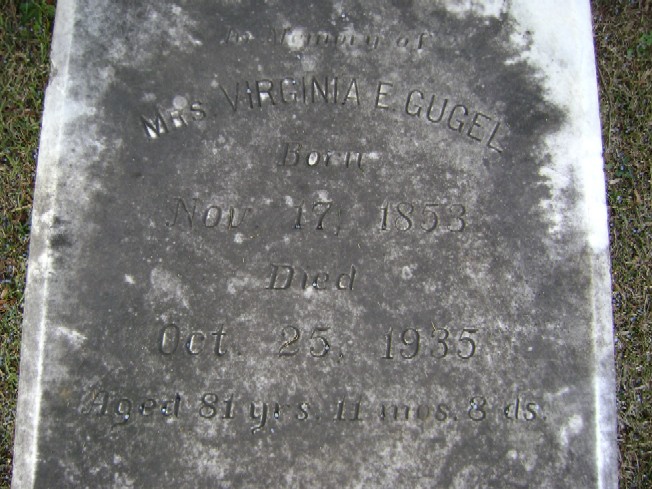 In Memory of
Mrs. VIRGINIA E GUGEL
Born
Nov. 17, 1853
Died
Oct. 25, 1935
Aged 81 yrs. 11 mos. 8 ds.